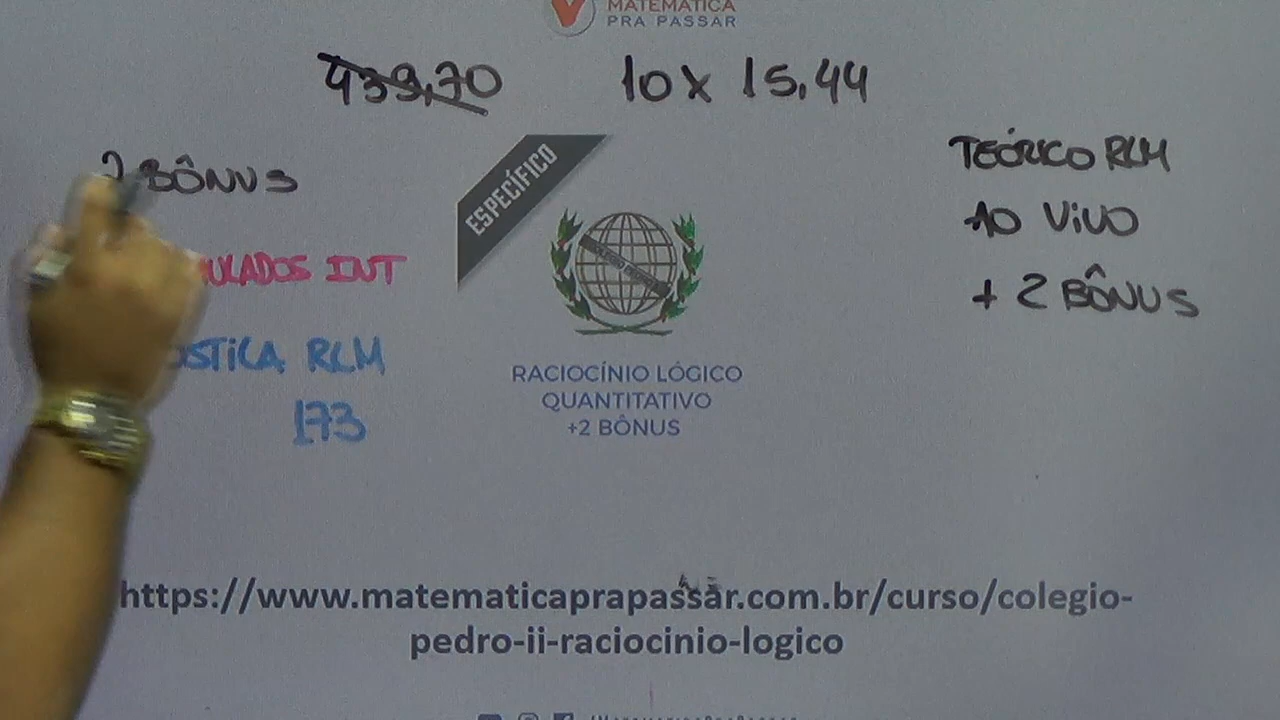 MATEMÁTICA
PRA PASSAR
439,70
10 X 15,44
2 BÔNUS
ULADOS INT
STICA RLM
173
ESPECÍFICO
RACIOCÍNIO LÓGICO
QUANTITATIVO
+2 BÔNUS
TEÓRICO RLM
AO VIVO
+ 2 BÔNUS
https://www.matematicaprapassar.com.br/curso/colegio-
pedro-ii-raciocinio-logico